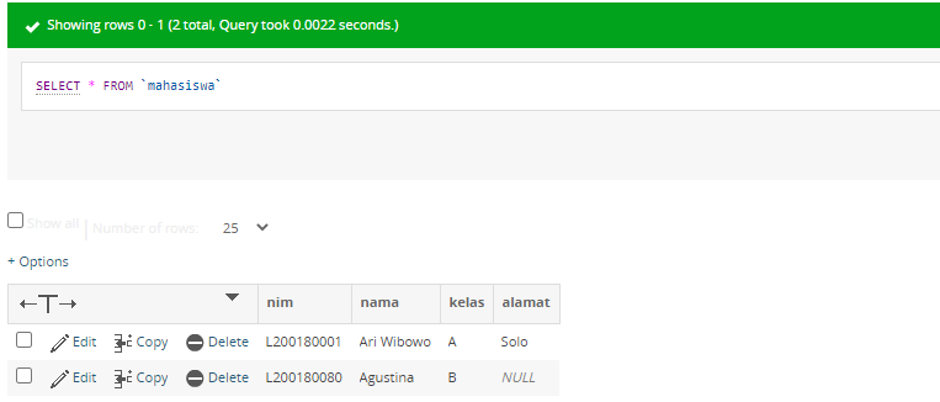 Showing rows 0 - 1 (2 total, Query took 0.0022 seconds.)
SELECT * FROM `mahasiswa`
Show all | Number of rows: 25
+ Options
←T→ nim nama kelas alamat
Edit Copy Delete L200180001 Ari Wibowo A Solo
Edit Copy Delete L200180080 Agustina B NULL